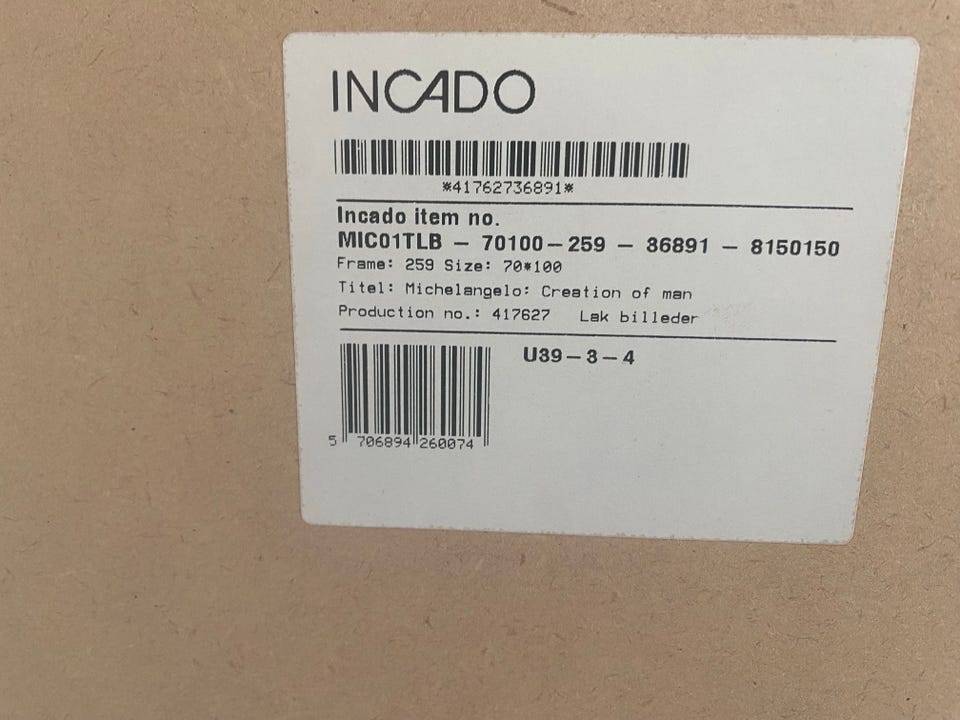 INCADO
*41762736891*
Incado item no.
MIC01TLB - 70100-259 - 36891 - 8150150
Frame: 259 Size: 70*100
Titel: Michelangelo: Creation of man
Production no.: 417627 Lak billeder
U39-3-4
5 706894 260074